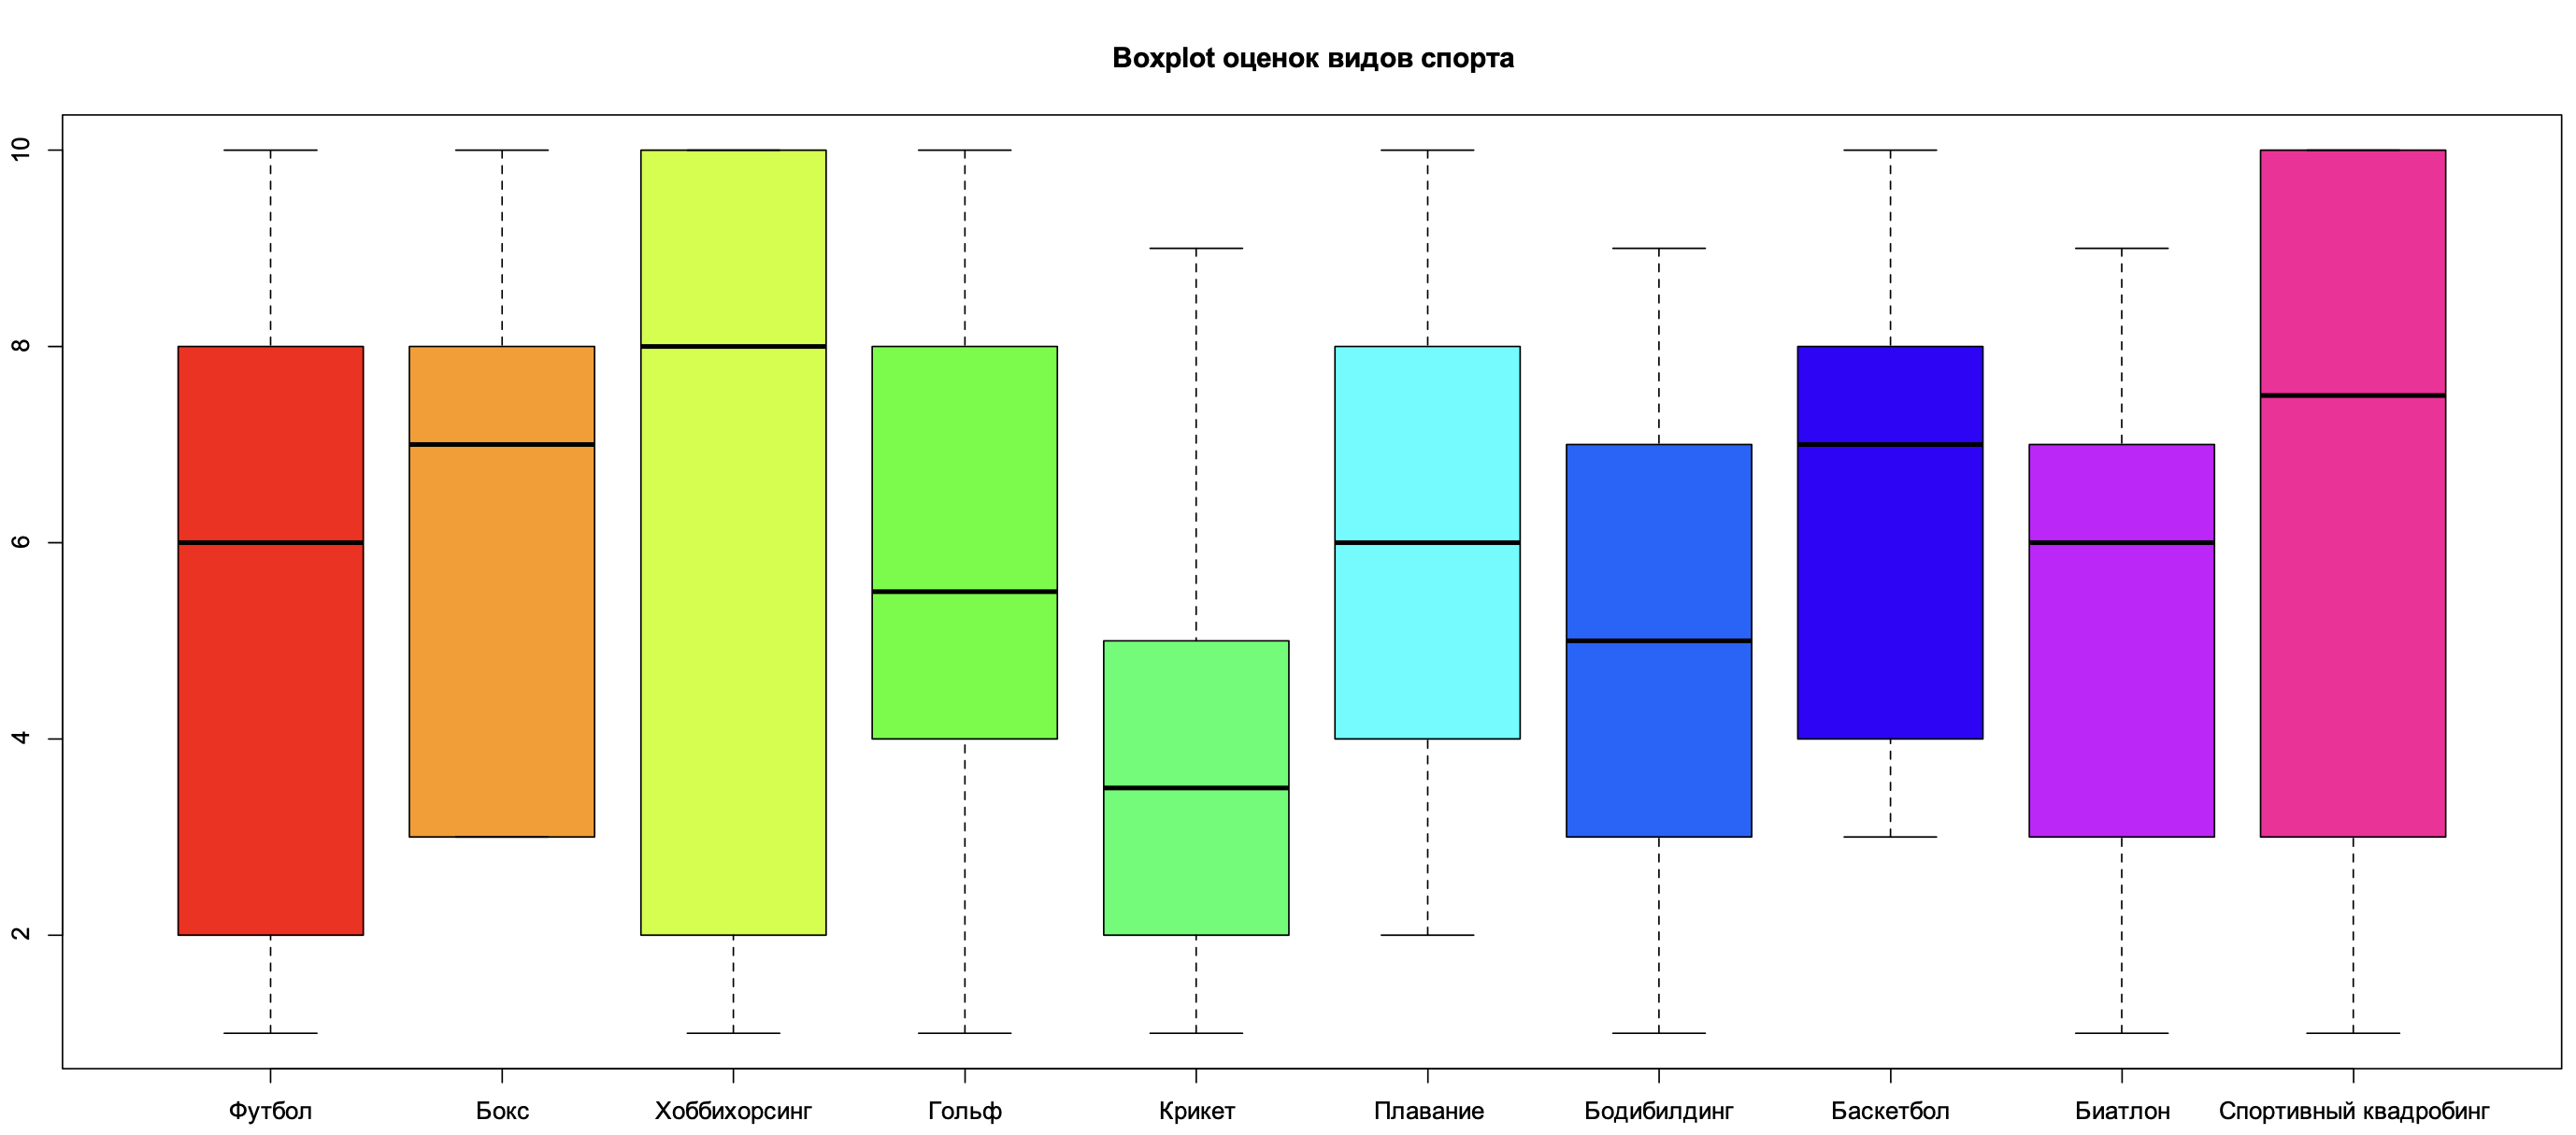 Boxplot оценок видов спорта
10
8
6
4
2
Футбол Бокс Хоббихорсинг Гольф Крикет Плавание Бодибилдинг Баскетбол Биатлон Спортивный квадробинг